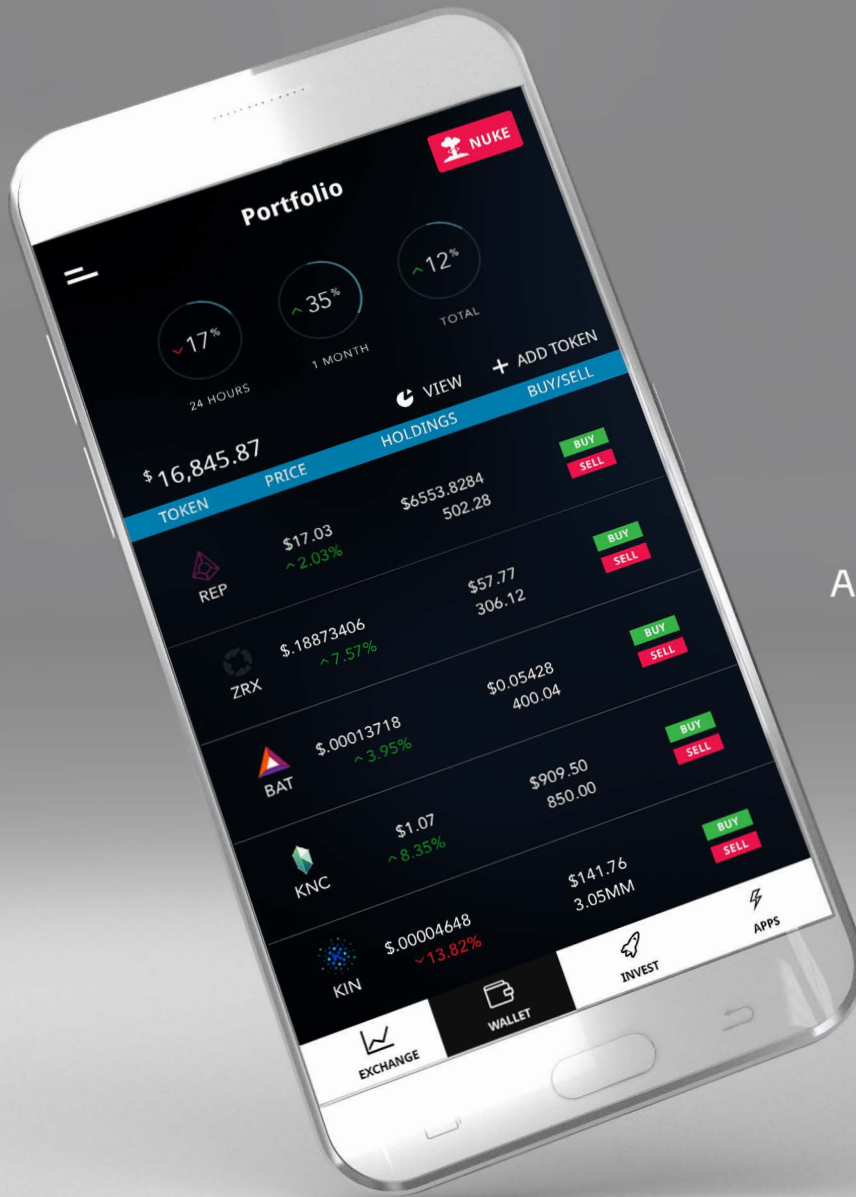 NUKE
Portfolio
17%
35%
12%
24 HOURS
1 MONTH
TOTAL
$16,845.87
VIEW
+ ADD TOKEN
TOKEN PRICE HOLDINGS BUY/SELL
REP
$17.03
2.03%
$6553.8284
502.28
BUY
SELL
ZRX
$.18873406
7.57%
$57.77
306.12
BUY
SELL
BAT
$.00013718
3.95%
$0.05428
400.04
BUY
SELL
KNC
$1.07
8.35%
$909.50
850.00
BUY
SELL
KIN
$.00004648
13.82%
$141.76
3.05MM
BUY
SELL
EXCHANGE
WALLET
INVEST
APPS
A